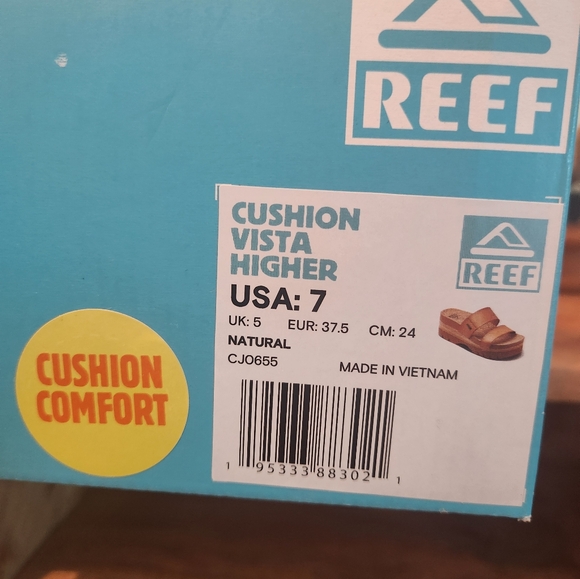 REEF
CUSHION
VISTA
HIGHER
REEF
USA: 7
UK: 5 EUR: 37.5 CM: 24
NATURAL
CJ0655
MADE IN VIETNAM
1 95333 88302 1
CUSHION
COMFORT